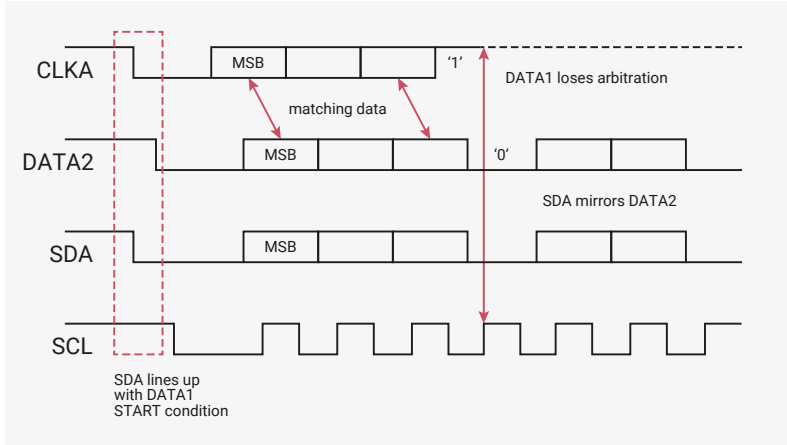 CLKA
MSB
‘1’
DATA1 loses arbitration
matching data
DATA2
MSB
‘0’
SDA mirrors DATA2
SDA
MSB
SCL
SDA lines up
with DATA1
START condition